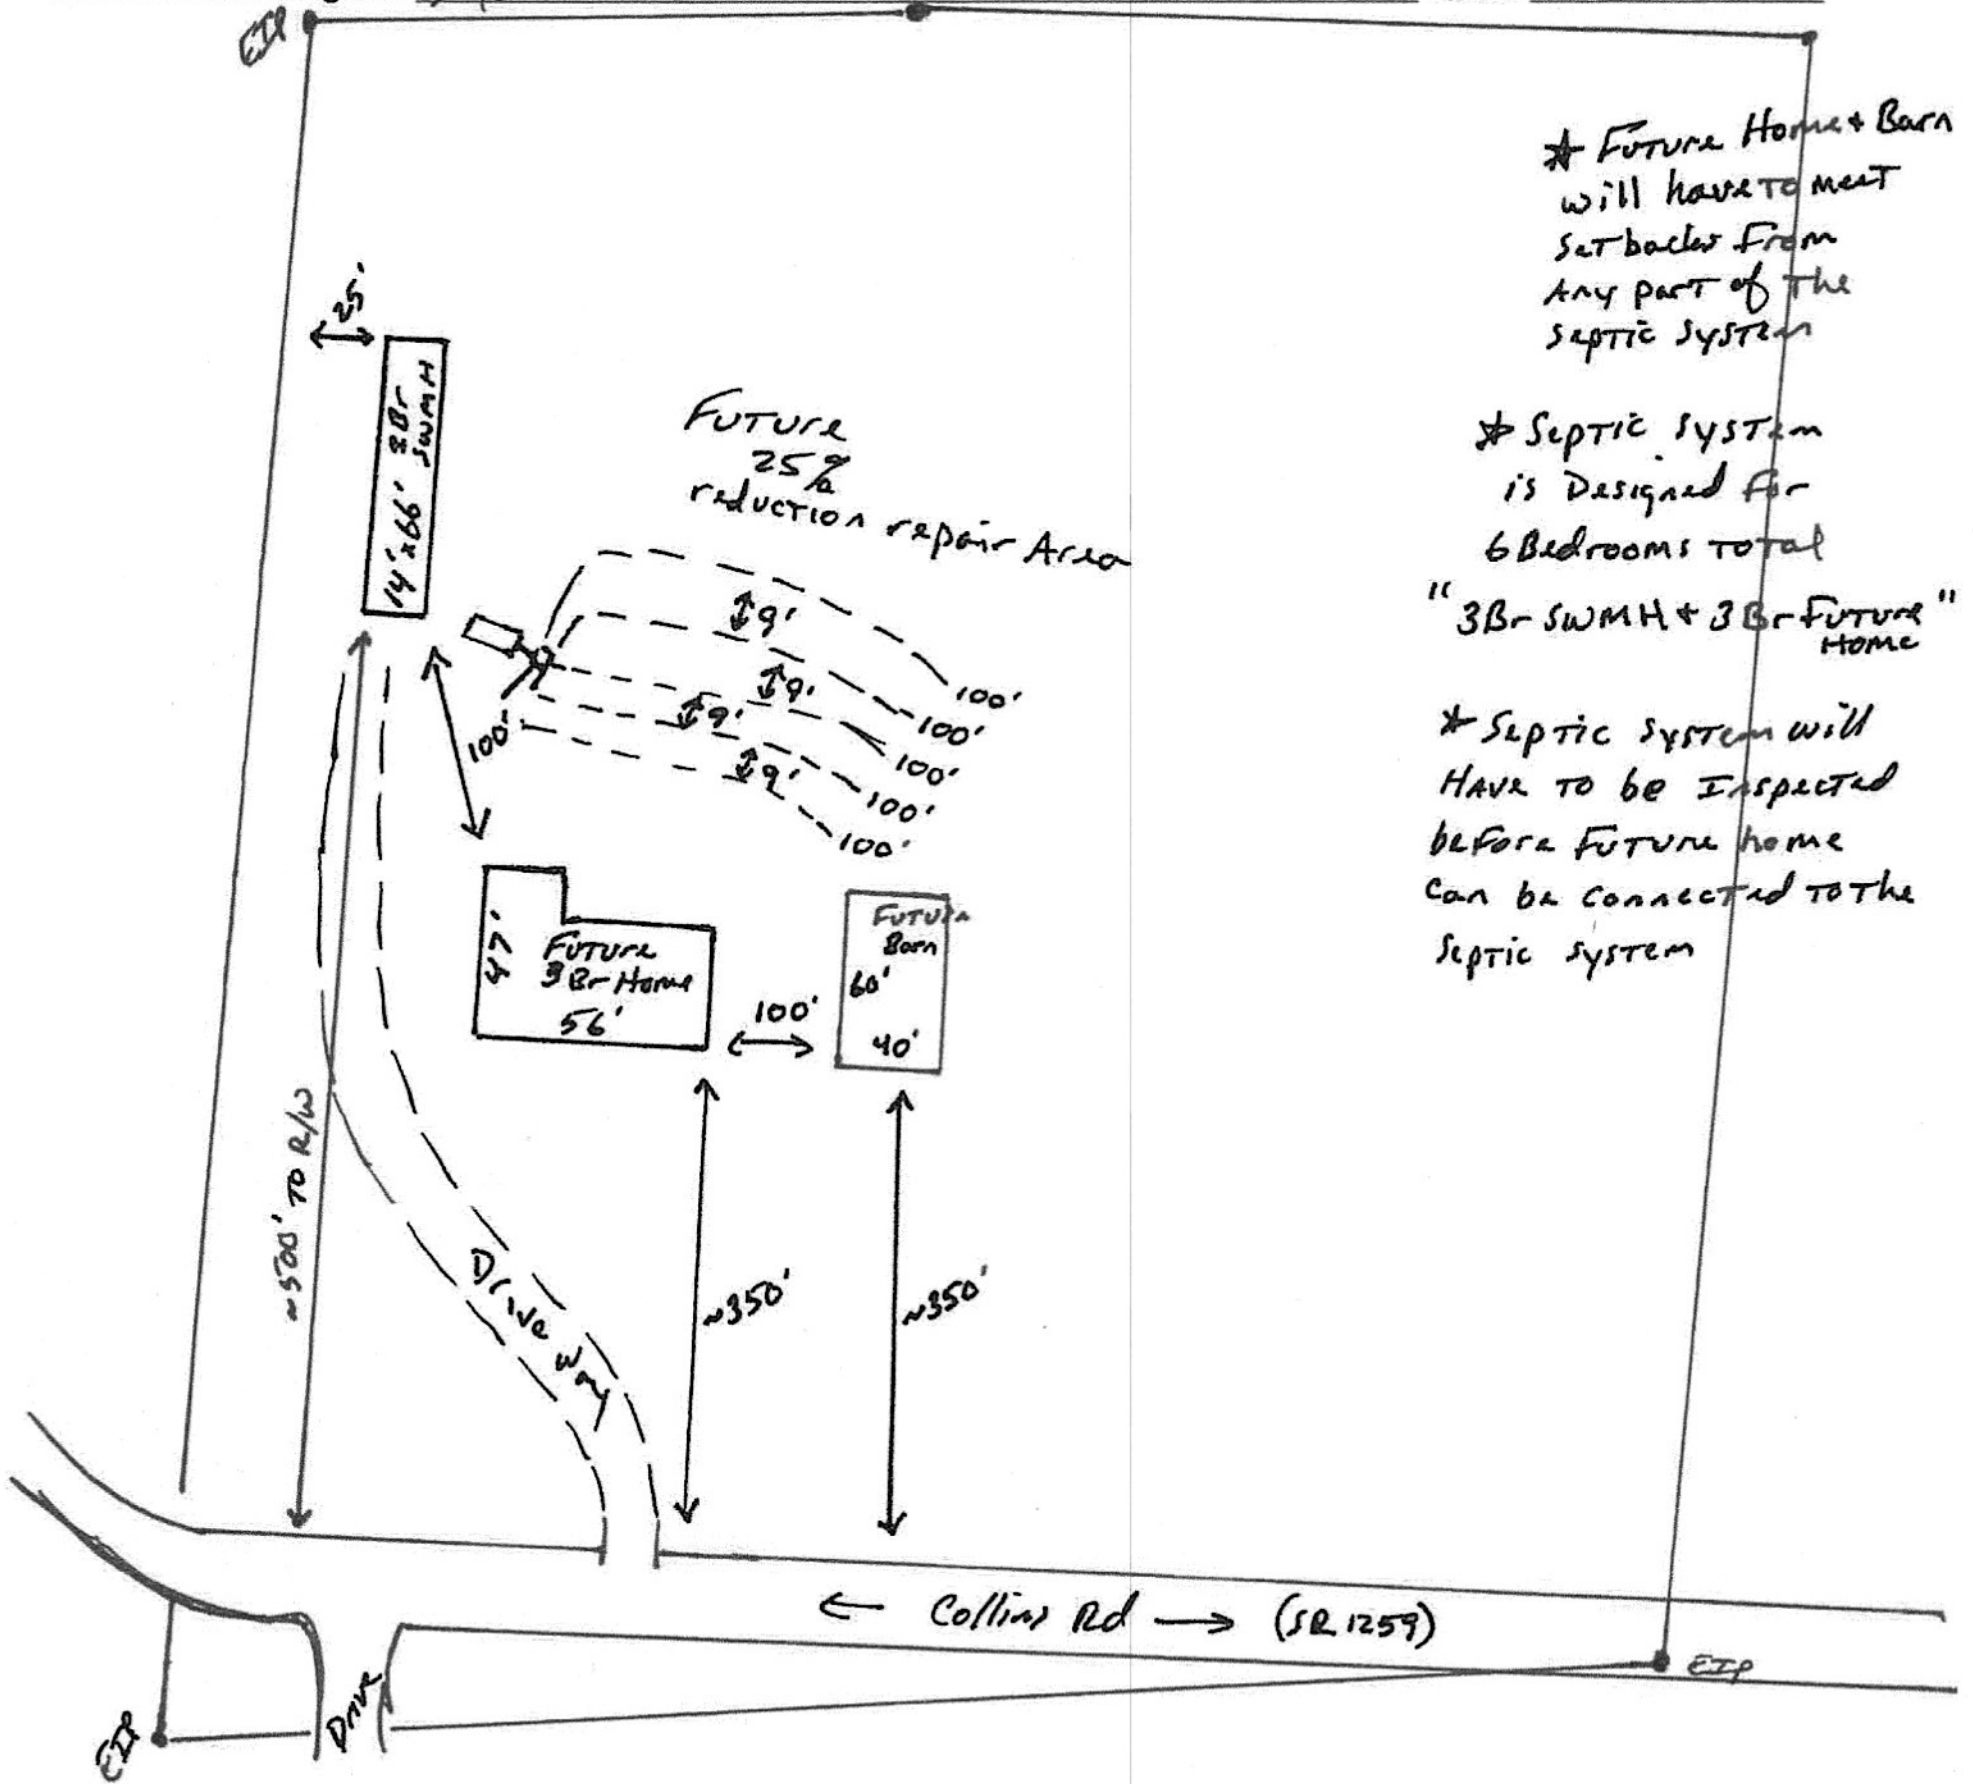 EIP
* Future Home + Barn
will have to meet
setbacks from
Any part of the
septic system
25'
14' x 66' 3Br
SWMH
Future
25%
reduction repair Area
* Septic system
is Designed for
6 Bedrooms Total
"3Br SWMH + 3Br Future"
Home
9'
9'
9'
9'
100'
100'
100'
100'
100'
100'
* Septic system will
HAVE TO be Inspected
before Future home
can be connected to the
septic system
47'
Future
3Br Home
56'
100'
Future
Barn
60'
40'
~500' TO R/W
Drive way
~350'
~350'
← Collins Rd → (SR 1259)
EIP
Drive
EIP